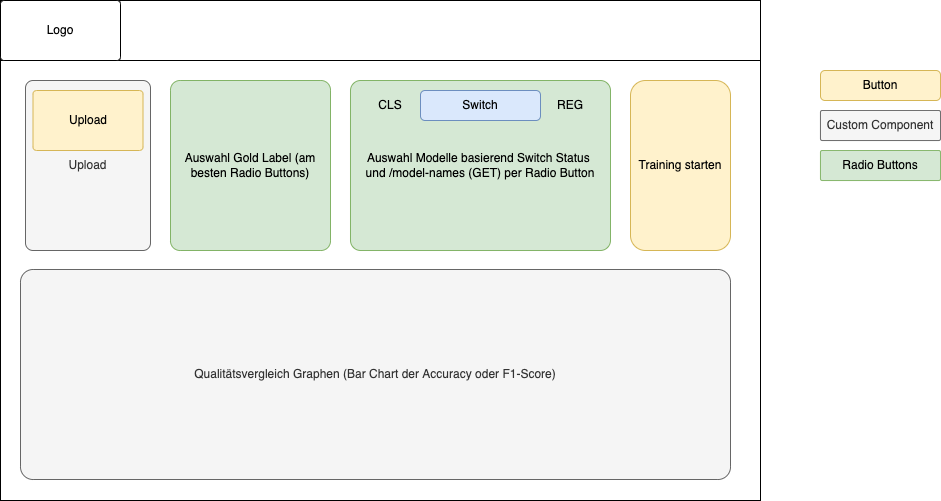 Logo
Button
CLS
Switch
REG
Upload
Custom Component
Auswahl Gold Label (am
besten Radio Buttons)
Auswahl Modelle basierend Switch Status
und /model-names (GET) per Radio Button
Upload
Training starten
Radio Buttons
Qualitätsvergleich Graphen (Bar Chart der Accuracy oder F1-Score)